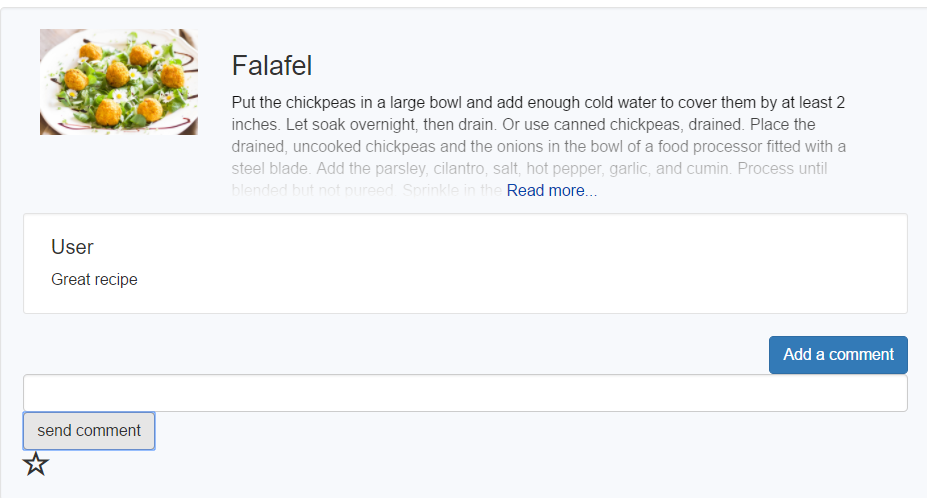 Falafel
Put the chickpeas in a large bowl and add enough cold water to cover them by at least 2
inches. Let soak overnight, then drain. Or use canned chickpeas, drained. Place the
drained, uncooked chickpeas and the onions in the bowl of a food processor fitted with a
steel blade. Add the parsley, cilantro, salt, hot pepper, garlic, and cumin. Process until
blended but not pureed. Sprinkle in the Read more...
User
Great recipe
Add a comment
send comment